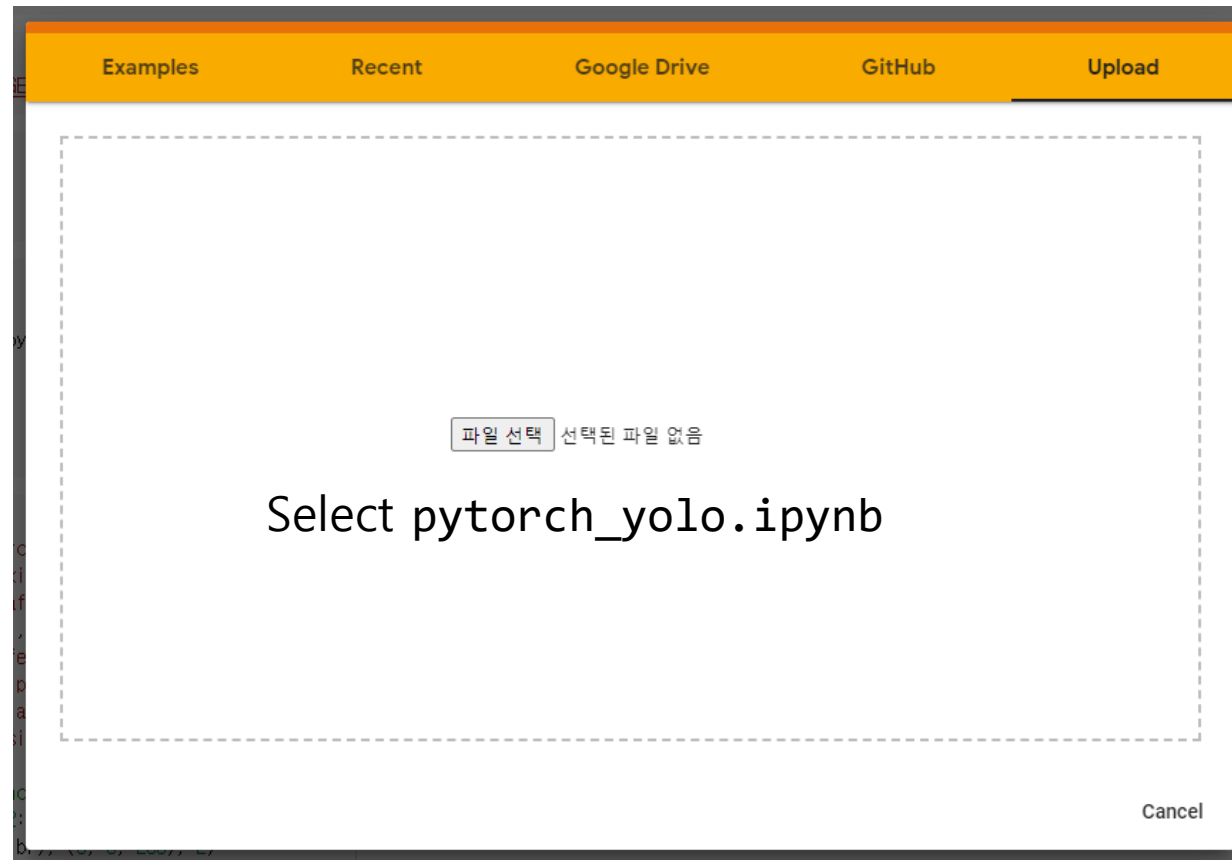 Examples Recent Google Drive GitHub Upload
파일 선택 선택된 파일 없음
Select pytorch_yolo.ipynb
Cancel